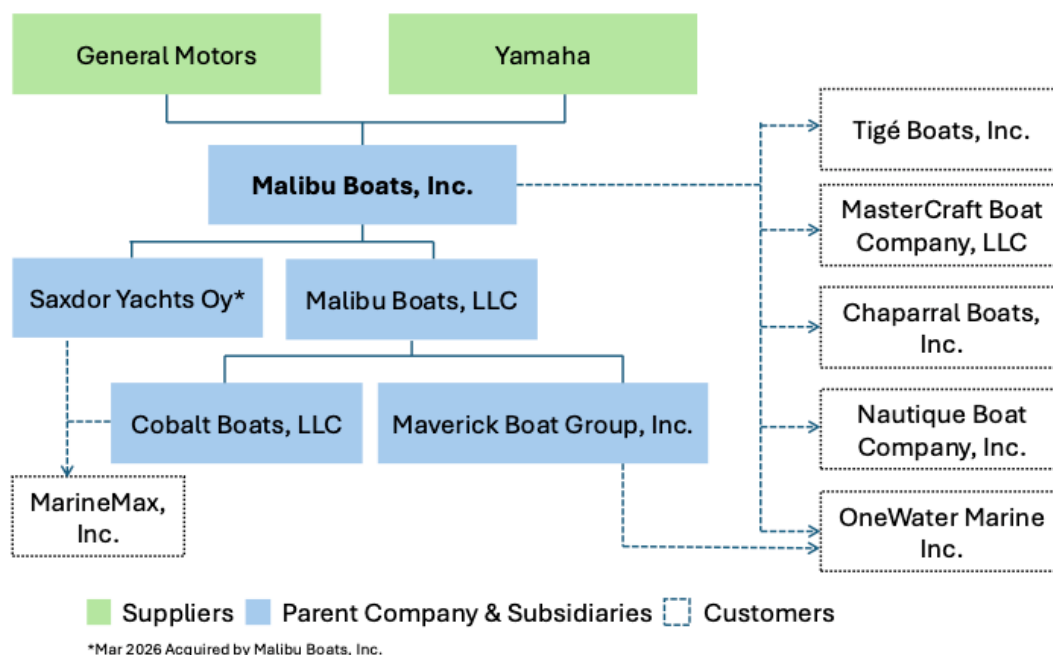 General Motors
Yamaha
Malibu Boats, Inc.
Tigé Boats, Inc.
MasterCraft Boat
Company, LLC
Saxdor Yachts Oy*
Malibu Boats, LLC
Chaparral Boats,
Inc.
Cobalt Boats, LLC
Maverick Boat Group, Inc.
Nautique Boat
Company, Inc.
MarineMax,
Inc.
OneWater Marine
Inc.
Suppliers
Parent Company & Subsidiaries
Customers
*Mar 2026 Acquired by Malibu Boats, Inc.